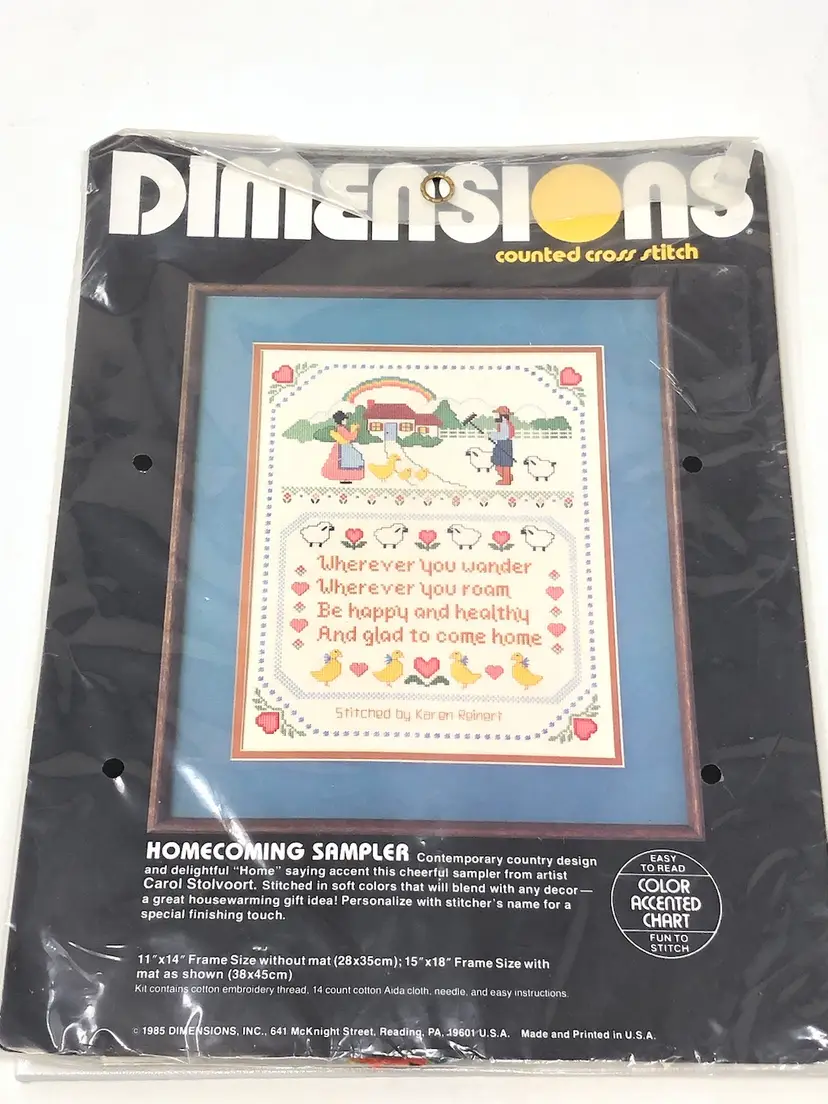 DIMENSIONS
counted cross stitch
Wherever you wander
Wherever you roam
Be happy and healthy
And glad to come home
Stitched by Karen Reinert
HOMECOMING SAMPLER Contemporary country design
and delightful "Home" saying accent this cheerful sampler from artist
Carol Stolvoort. Stitched in soft colors that will blend with any decor—
a great housewarming gift idea! Personalize with stitcher's name for a
special finishing touch.
EASY
TO READ
COLOR
ACCENTED
CHART
FUN TO
STITCH
11"x14" Frame Size without mat (28x35cm); 15"x18" Frame Size with
mat as shown (38x45cm)
Kit contains cotton embroidery thread, 14 count cotton Aida cloth, needle, and easy instructions.
© 1985 DIMENSIONS, INC., 641 McKnight Street, Reading, PA. 19601 U.S.A. Made and Printed in U.S.A.